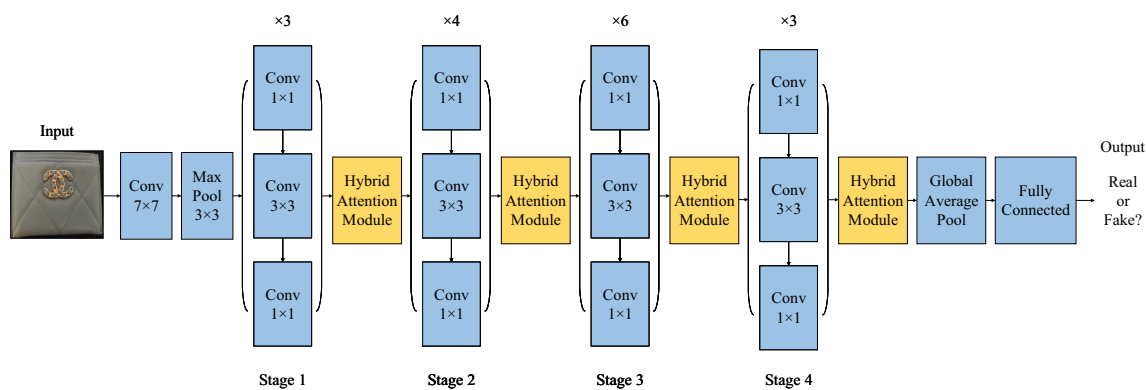 Input
Conv
7×7
Max
Pool
3×3
×3
Conv
1×1
Conv
3×3
Conv
1×1
Stage 1
Hybrid
Attention
Module
×4
Conv
1×1
Conv
3×3
Conv
1×1
Stage 2
Hybrid
Attention
Module
×6
Conv
1×1
Conv
3×3
Conv
1×1
Stage 3
Hybrid
Attention
Module
×3
Conv
1×1
Conv
3×3
Conv
1×1
Stage 4
Hybrid
Attention
Module
Global
Average
Pool
Fully
Connected
Output
Real
or
Fake?